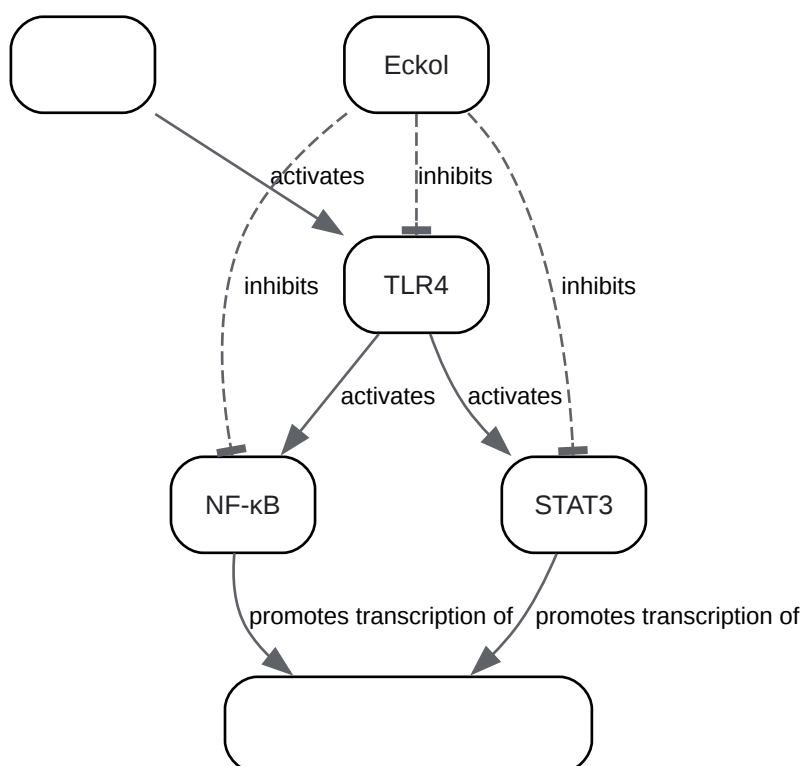 Eckol
activates
inhibits
inhibits
TLR4
inhibits
activates
activates
NF-κB
STAT3
promotes transcription of
promotes transcription of